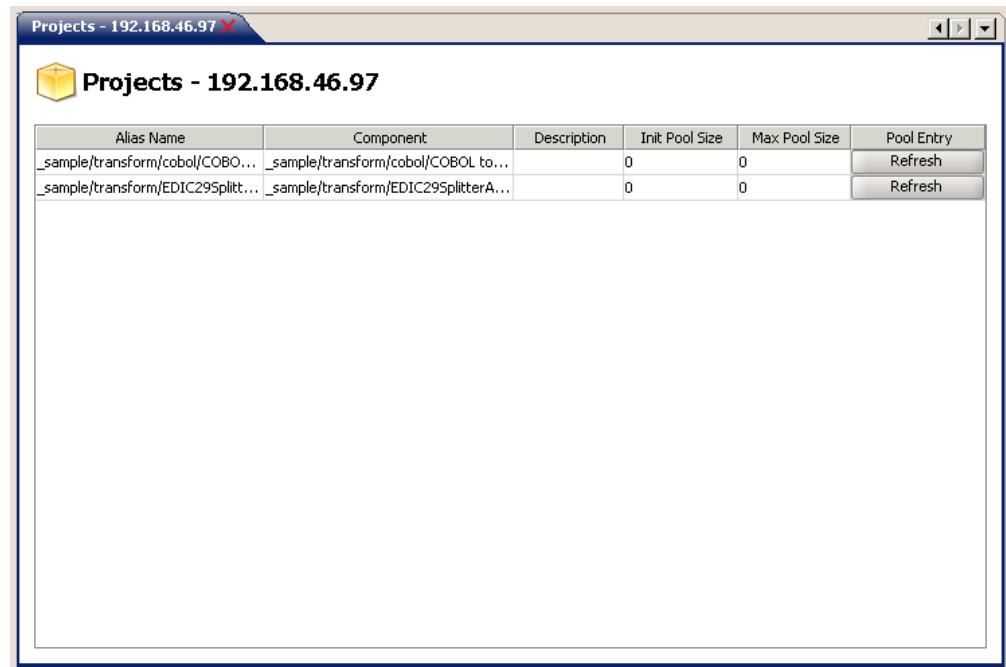 Projects - 192.168.46.97
Projects - 192.168.46.97
Alias Name Component Description Init Pool Size Max Pool Size Pool Entry
_sample/transform/cobol/COBO... _sample/transform/cobol/COBOL to... 0 0 Refresh
_sample/transform/EDIC29Splitt... _sample/transform/EDIC29SplitterA... 0 0 Refresh